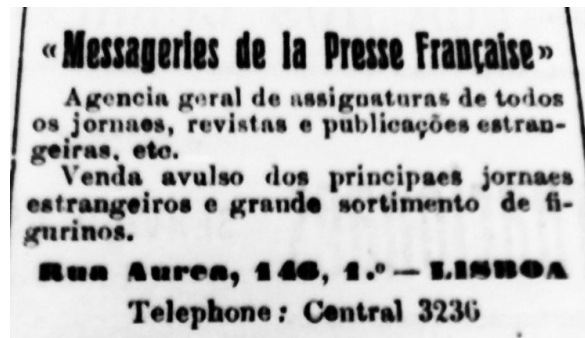 « Messageries de la Presse Française »
Agencia geral de assignaturas de todos
os jornaes, revistas e publicações estran-
geiras, etc.
Venda avulso dos principaes jornaes
estrangeiros e grande sortimento de fi-
gurinos.
Rua Aurea, 146, 1.º — LISBOA
Telephone: Central 3236